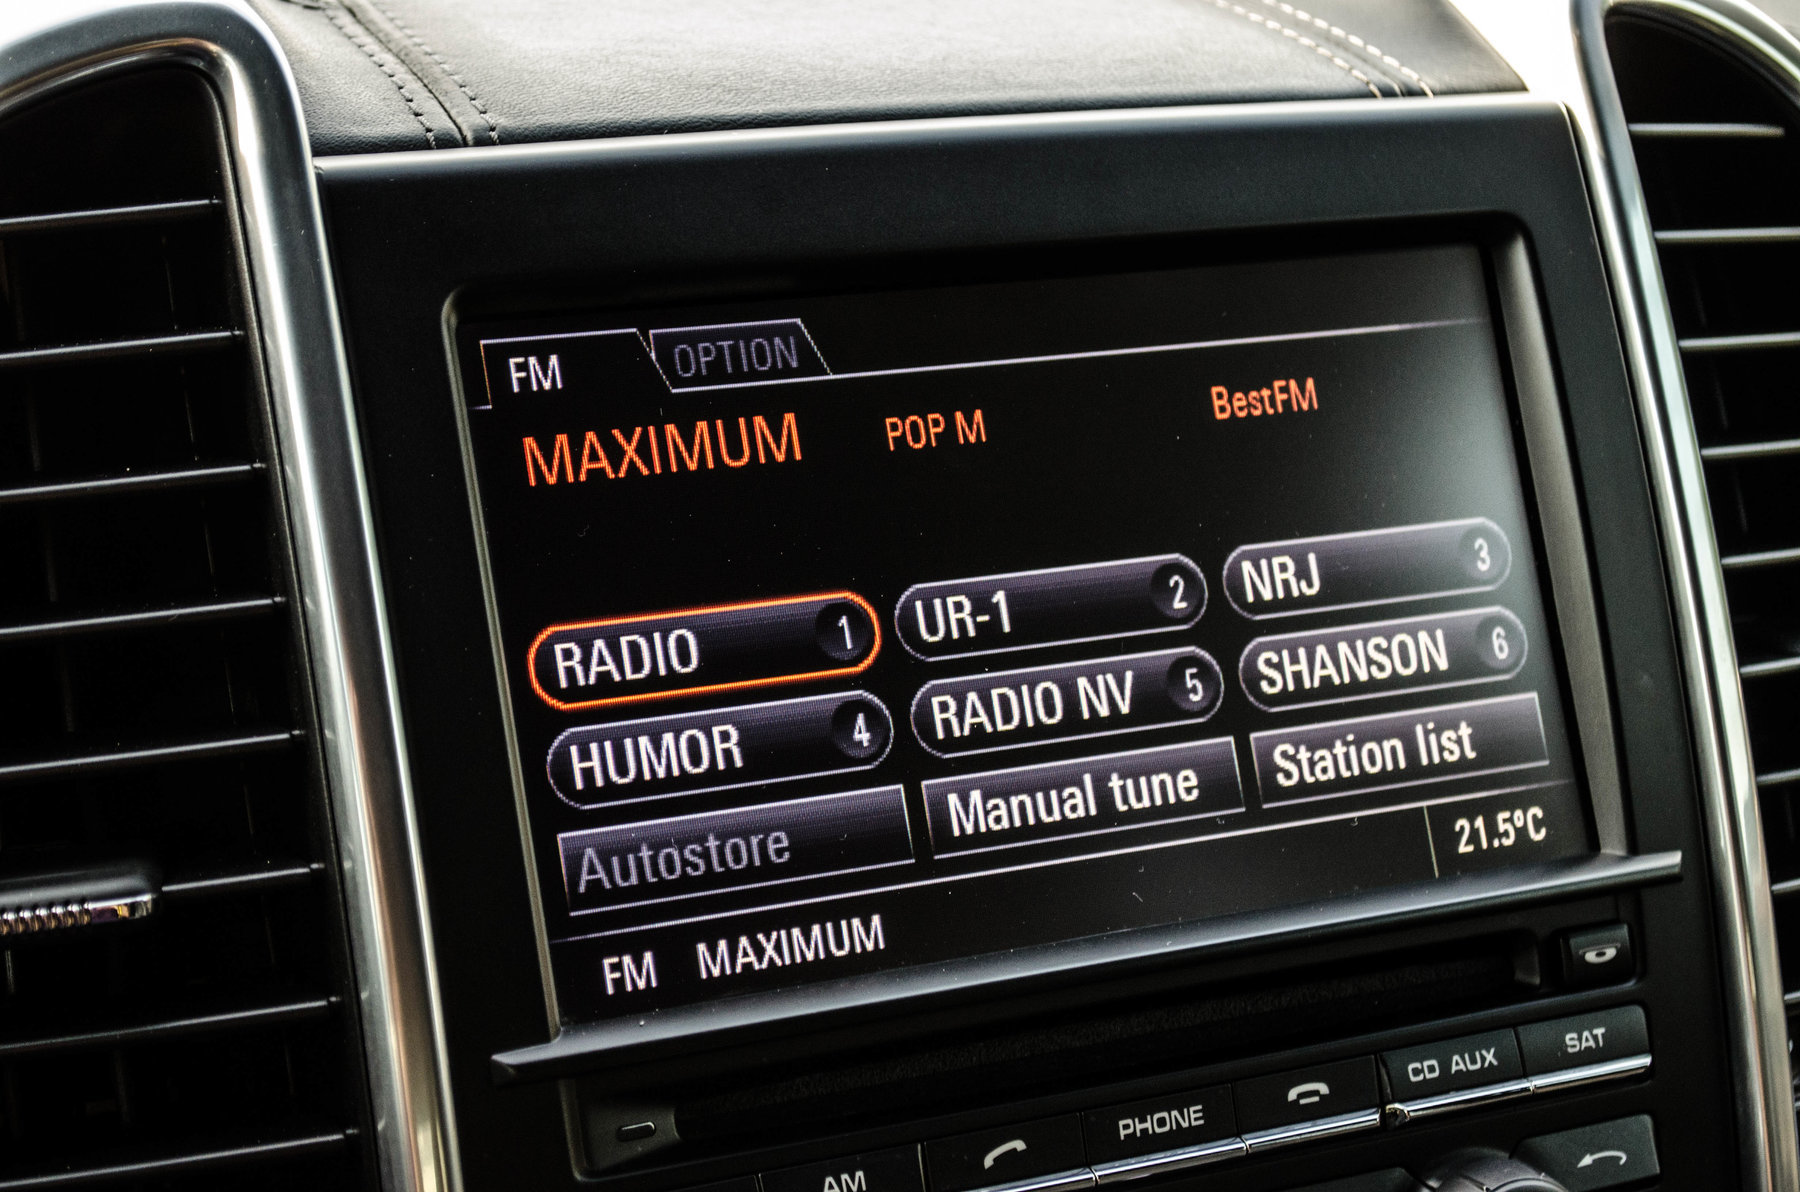 FM OPTION
MAXIMUM POP M BestFM
RADIO 1 UR-1 2 NRJ 3
HUMOR 4 RADIO NV 5 SHANSON 6
Autostore Manual tune Station list
21.5ºC
FM MAXIMUM
AM PHONE CD AUX SAT